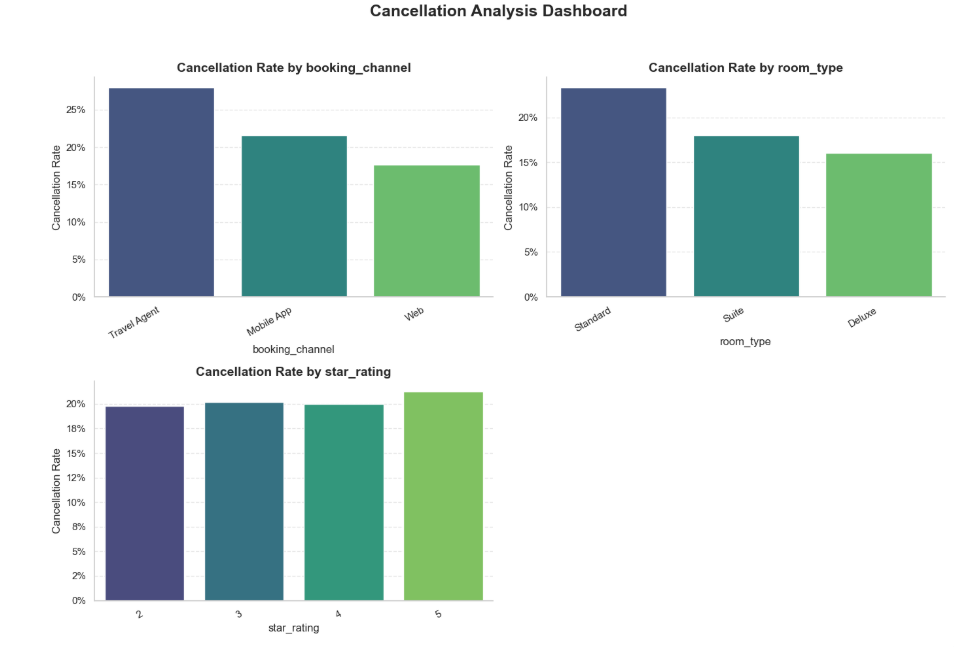 Cancellation Analysis Dashboard
Cancellation Rate by booking_channel
Cancellation Rate
25%
20%
15%
10%
5%
0%
Travel Agent
Mobile App
Web
booking_channel
Cancellation Rate by room_type
Cancellation Rate
20%
15%
10%
5%
0%
Standard
Suite
Deluxe
room_type
Cancellation Rate by star_rating
Cancellation Rate
20%
18%
15%
12%
10%
8%
5%
2%
0%
2
3
4
5
star_rating